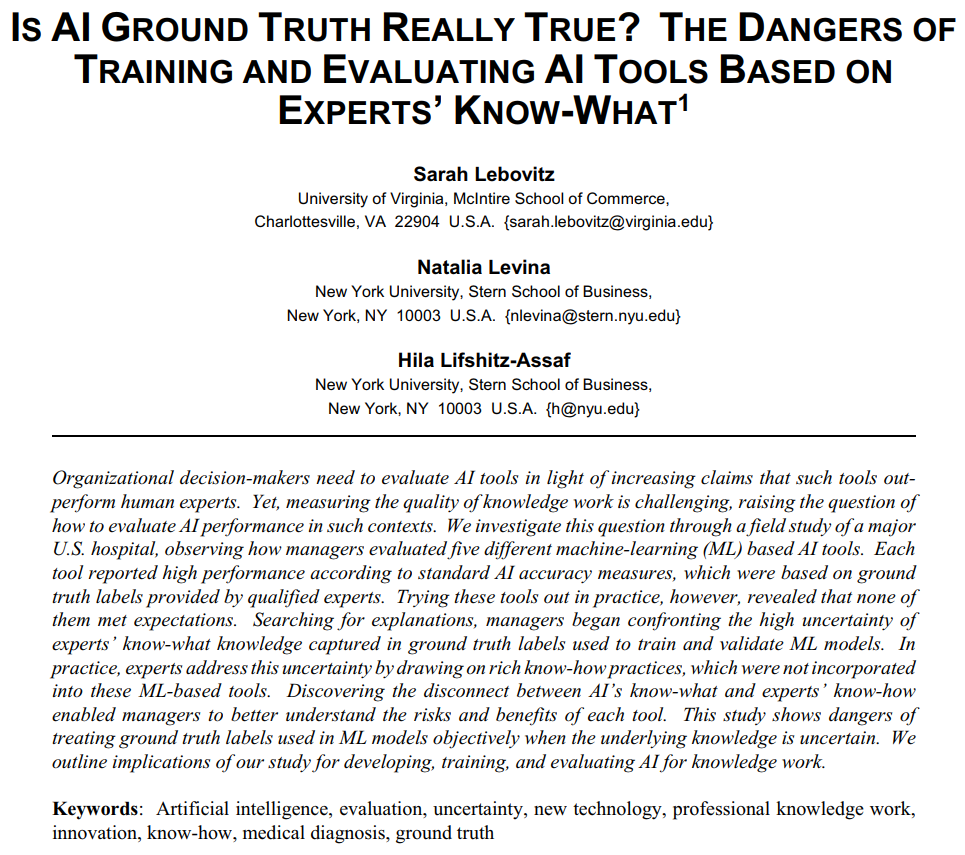 IS AI GROUND TRUTH REALLY TRUE? THE DANGERS OF
TRAINING AND EVALUATING AI TOOLS BASED ON
EXPERTS' KNOW-WHAT1
Sarah Lebovitz
University of Virginia, McIntire School of Commerce,
Charlottesville, VA 22904 U.S.A. {sarah.lebovitz@virginia.edu}
Natalia Levina
New York University, Stern School of Business,
New York, NY 10003 U.S.A. {nlevina@stern.nyu.edu}
Hila Lifshitz-Assaf
New York University, Stern School of Business,
New York, NY 10003 U.S.A. {h@nyu.edu}
Organizational decision-makers need to evaluate AI tools in light of increasing claims that such tools out-
perform human experts. Yet, measuring the quality of knowledge work is challenging, raising the question of
how to evaluate AI performance in such contexts. We investigate this question through a field study of a major
U.S. hospital, observing how managers evaluated five different machine-learning (ML) based AI tools. Each
tool reported high performance according to standard AI accuracy measures, which were based on ground
truth labels provided by qualified experts. Trying these tools out in practice, however, revealed that none of
them met expectations. Searching for explanations, managers began confronting the high uncertainty of
experts' know-what knowledge captured in ground truth labels used to train and validate ML models. In
practice, experts address this uncertainty by drawing on rich know-how practices, which were not incorporated
into these ML-based tools. Discovering the disconnect between AI's know-what and experts' know-how
enabled managers to better understand the risks and benefits of each tool. This study shows dangers of
treating ground truth labels used in ML models objectively when the underlying knowledge is uncertain. We
outline implications of our study for developing, training, and evaluating AI for knowledge work.
Keywords: Artificial intelligence, evaluation, uncertainty, new technology, professional knowledge work,
innovation, know-how, medical diagnosis, ground truth